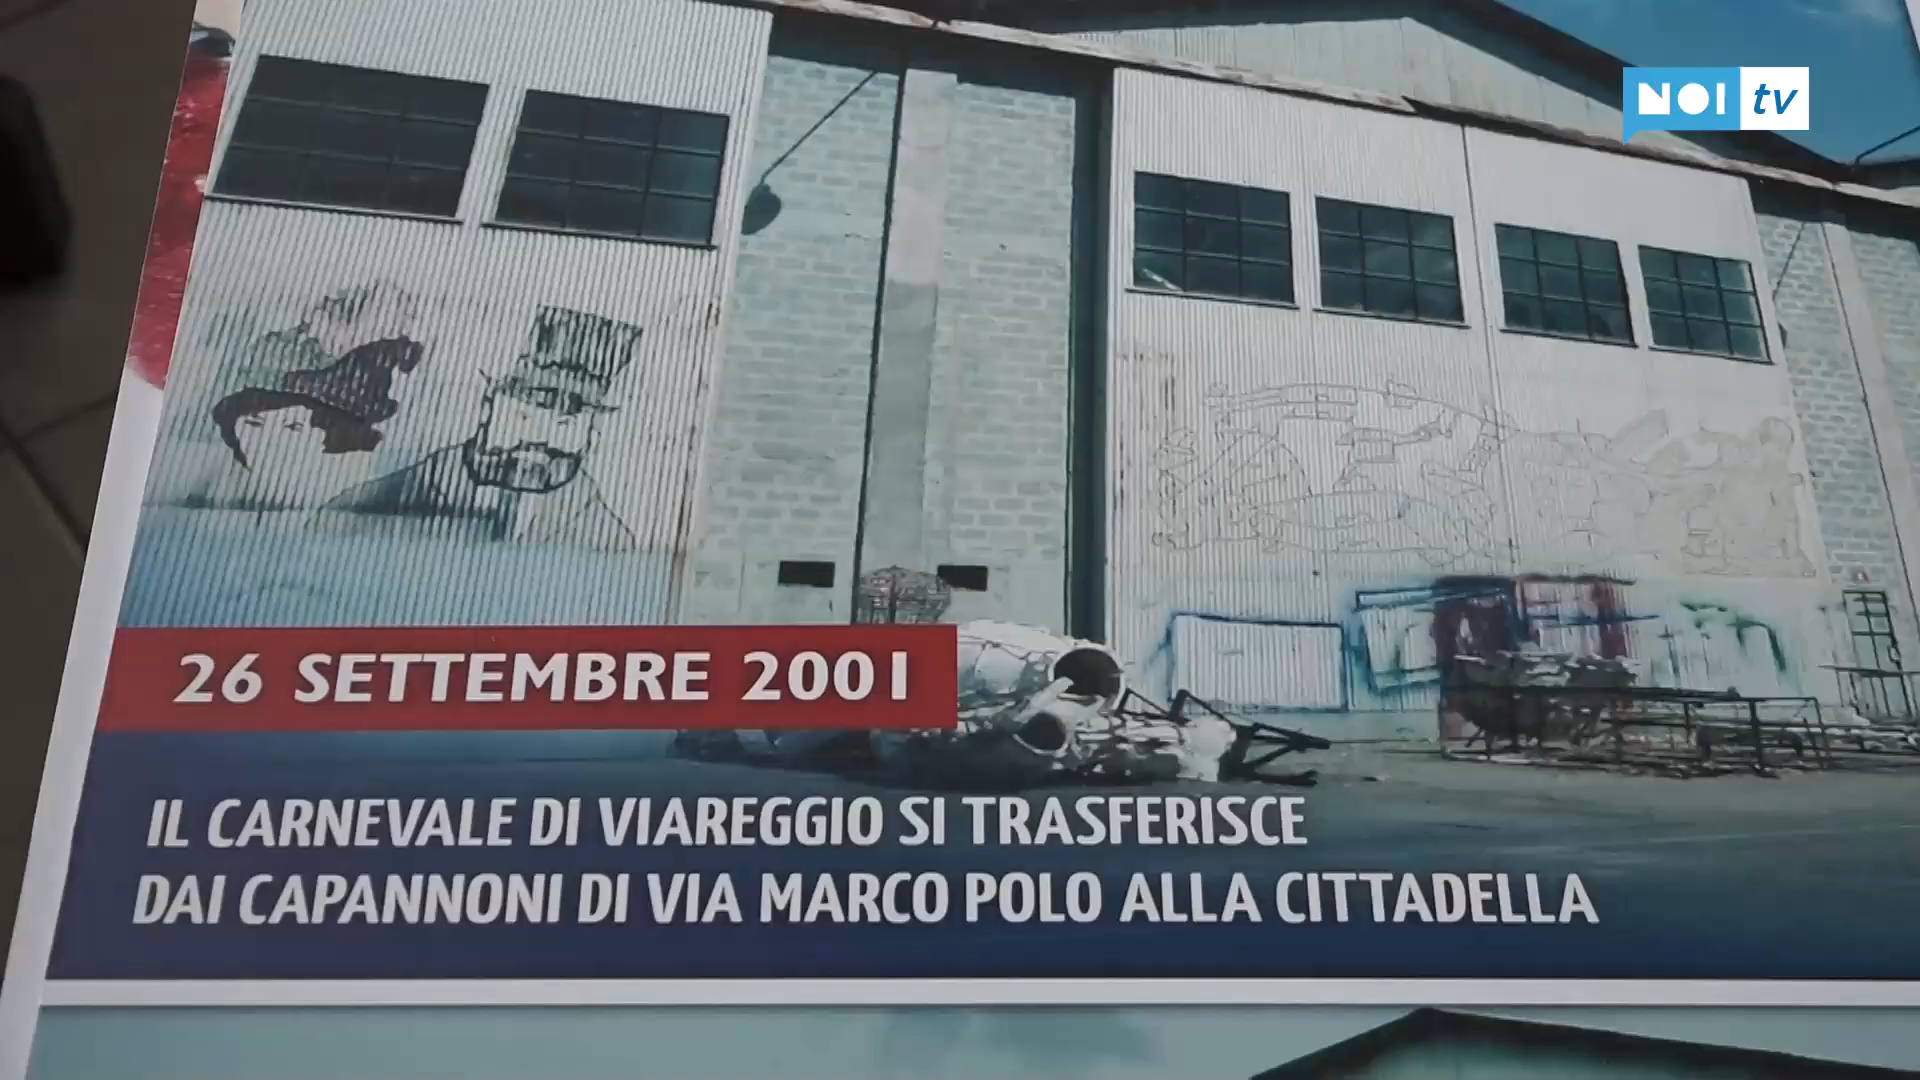 NOI tv
26 SETTEMBRE 2001
IL CARNEVALE DI VIAREGGIO SI TRASFERISCE
DAI CAPANNONI DI VIA MARCO POLO ALLA CITTADELLA